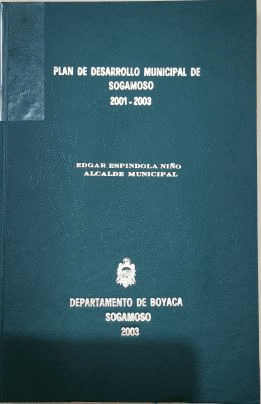 PLAN DE DESARROLLO MUNICIPAL DE
SOGAMOSO
2001-2003
EDGAR ESPINDOLA NIÑO
ALCALDE MUNICIPAL
DEPARTAMENTO DE BOYACA
SOGAMOSO
2003